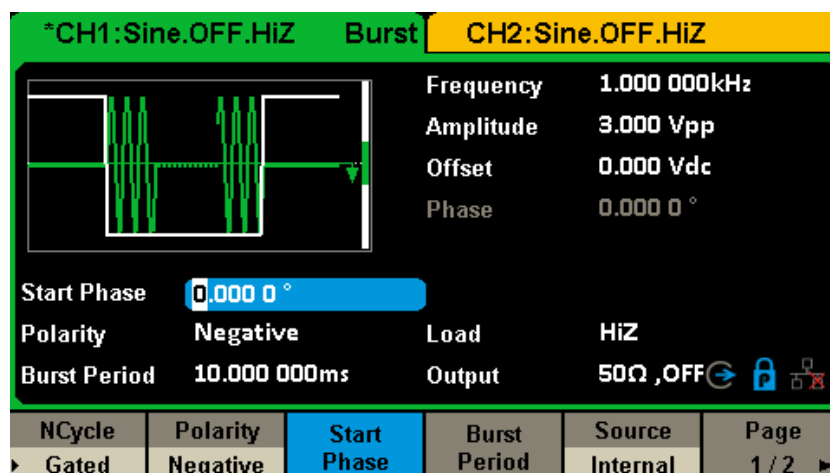 *CH1:Sine.OFF.HiZ Burst CH2:Sine.OFF.HiZ
Frequency 1.000 000kHz
Amplitude 3.000 Vpp
Offset 0.000 Vdc
Phase 0.000 0 °
Start Phase 0.000 0 °
Polarity Negative Load HiZ
Burst Period 10.000 000ms Output 50Ω ,OFF P
NCycle Polarity Start Burst Source Page
Gated Negative Phase Period Internal 1/2